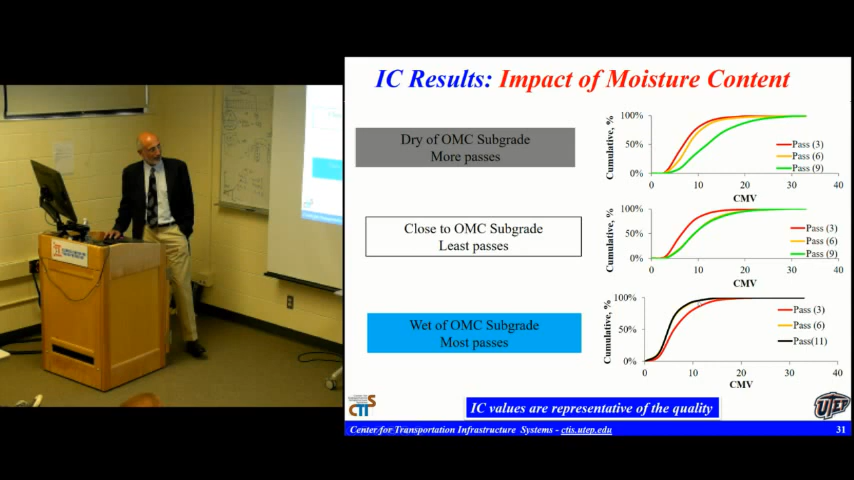 IC Results: Impact of Moisture Content
Dry of OMC Subgrade
More passes
Cumulative, %
100%
50%
0%
0
10
20
30
40
CMV
Pass (3)
Pass (6)
Pass (9)
Close to OMC Subgrade
Least passes
Cumulative, %
100%
50%
0%
0
10
20
30
40
CMV
Pass (3)
Pass (6)
Pass (9)
Wet of OMC Subgrade
Most passes
Cumulative, %
100%
50%
0%
0
10
20
30
40
CMV
Pass (3)
Pass (6)
Pass(11)
IC values are representative of the quality
CTIS
UTEP
Center for Transportation Infrastructure Systems - ctis.utep.edu
31